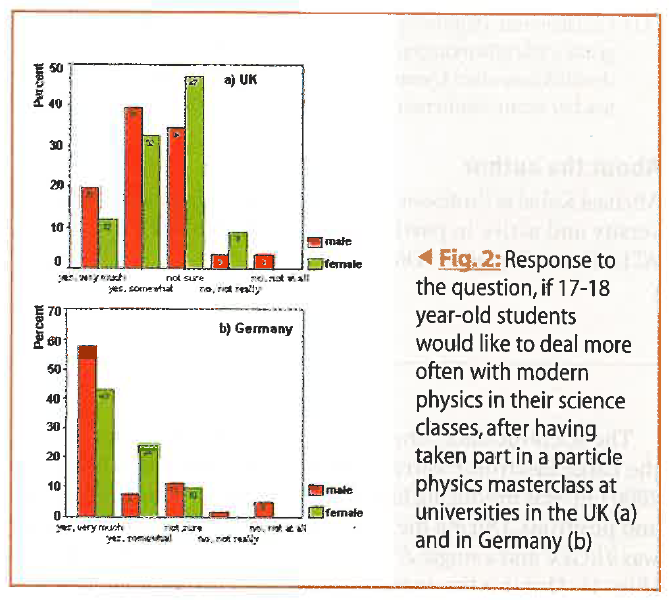 Percent
50
40
30
20
10
0
a) UK
male
female
yes, very much
yes, somewhat
not sure
no, not really
no, not at all
Percent
70
60
50
40
30
20
10
0
b) Germany
male
female
yes, very much
yes, somewhat
not sure
no, not really
no, not at all
◄ Fig. 2: Response to
the question, if 17-18
year-old students
would like to deal more
often with modern
physics in their science
classes, after having
taken part in a particle
physics masterclass at
universities in the UK (a)
and in Germany (b)